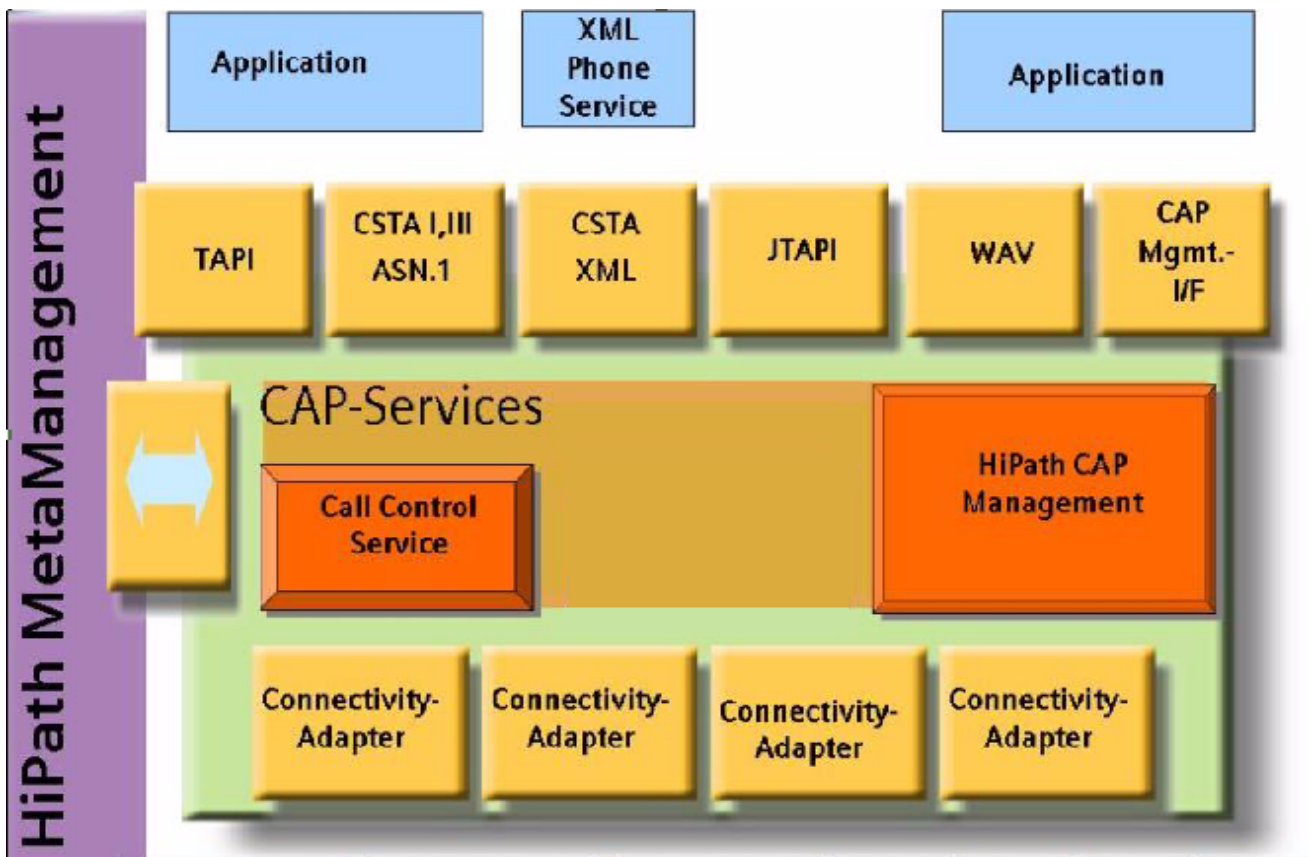 HiPath MetaManagement
Application
XML
Phone
Service
Application
TAPI
CSTA I,III
ASN.1
CSTA
XML
JTAPI
WAV
CAP
Mgmt.-
I/F
CAP-Services
Call Control
Service
HiPath CAP
Management
Connectivity-
Adapter
Connectivity-
Adapter
Connectivity-
Adapter
Connectivity-
Adapter